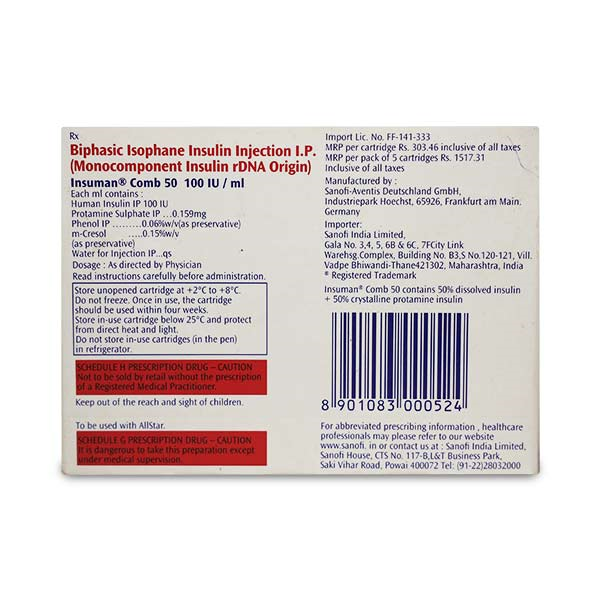 Rx
Biphasic Isophane Insulin Injection I.P.
(Monocomponent Insulin rDNA Origin)
Insuman® Comb 50 100 IU / ml
Each ml contains :
Human Insulin IP 100 IU
Protamine Sulphate IP ...0.159mg
Phenol IP ..........0.06%w/v(as preservative)
m-Cresol ..........0.15%w/v
(as preservative)
Water for Injection IP...qs
Dosage : As directed by Physician
Read instructions carefully before administration.
Store unopened cartridge at +2°C to +8°C.
Do not freeze. Once in use, the cartridge
should be used within four weeks.
Store in-use cartridge below 25°C and protect
from direct heat and light.
Do not store in-use cartridges (in the pen)
in refrigerator.
SCHEDULE H PRESCRIPTION DRUG – CAUTION
Not to be sold by retail without the prescription
of a Registered Medical Practitioner.
Keep out of the reach and sight of children.
To be used with AllStar.
SCHEDULE G PRESCRIPTION DRUG – CAUTION
It is dangerous to take this preparation except
under medical supervision.
Import Lic. No. FF-141-333
MRP per cartridge Rs. 303.46 inclusive of all taxes
MRP per pack of 5 cartridges Rs. 1517.31
Inclusive of all taxes
Manufactured by :
Sanofi-Aventis Deutschland GmbH,
Industriepark Hoechst, 65926, Frankfurt am Main.
Germany
Importer:
Sanofi India Limited,
Gala No. 3,4, 5, 6B & 6C, 7FCity Link
Warehsg.Complex, Building No. B3,S No.120-121, Vill.
Vadpe Bhiwandi-Thane421302, Maharashtra, India
® Registered Trademark
Insuman® Comb 50 contains 50% dissolved insulin
+ 50% crystalline protamine insulin
8 901083 000524
For abbreviated prescribing information , healthcare
professionals may please refer to our website
www.sanofi. in or contact us at : Sanofi India Limited,
Sanofi House, CTS No. 117-B,L&T Business Park,
Saki Vihar Road, Powai 400072 Tel: (91-22)28032000